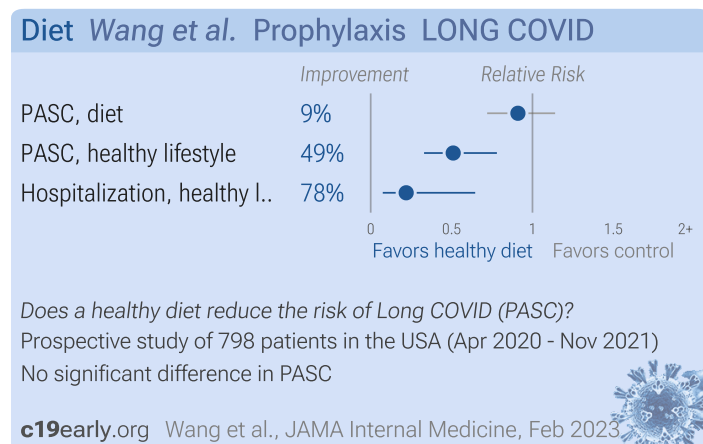 Diet Wang et al. Prophylaxis LONG COVID
Improvement Relative Risk
PASC, diet 9%
PASC, healthy lifestyle 49%
Hospitalization, healthy l.. 78%
0 0.5 1 1.5 2+
Favors healthy diet Favors control
Does a healthy diet reduce the risk of Long COVID (PASC)?
Prospective study of 798 patients in the USA (Apr 2020 - Nov 2021)
No significant difference in PASC
c19early.org Wang et al., JAMA Internal Medicine, Feb 2023